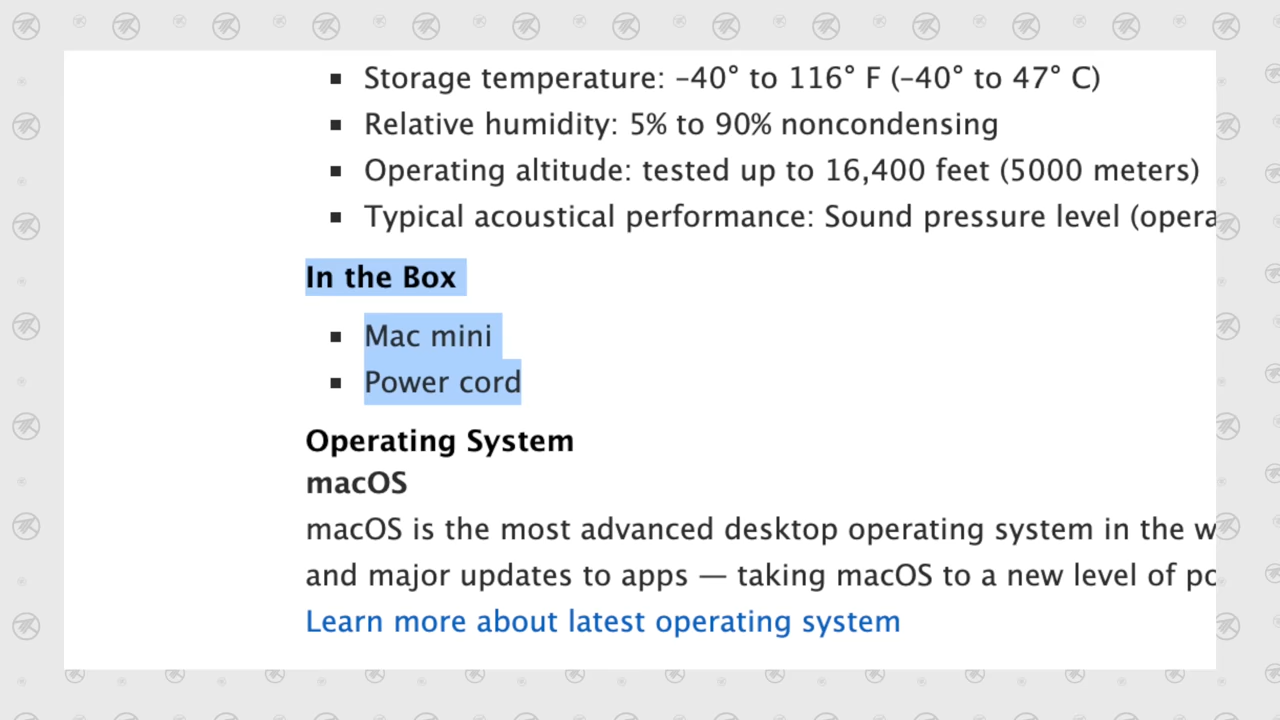 Storage temperature: –40° to 116° F (–40° to 47° C)
Relative humidity: 5% to 90% noncondensing
Operating altitude: tested up to 16,400 feet (5000 meters)
Typical acoustical performance: Sound pressure level (opera
In the Box
Mac mini
Power cord
Operating System
macOS
macOS is the most advanced desktop operating system in the w
and major updates to apps — taking macOS to a new level of po
Learn more about latest operating system